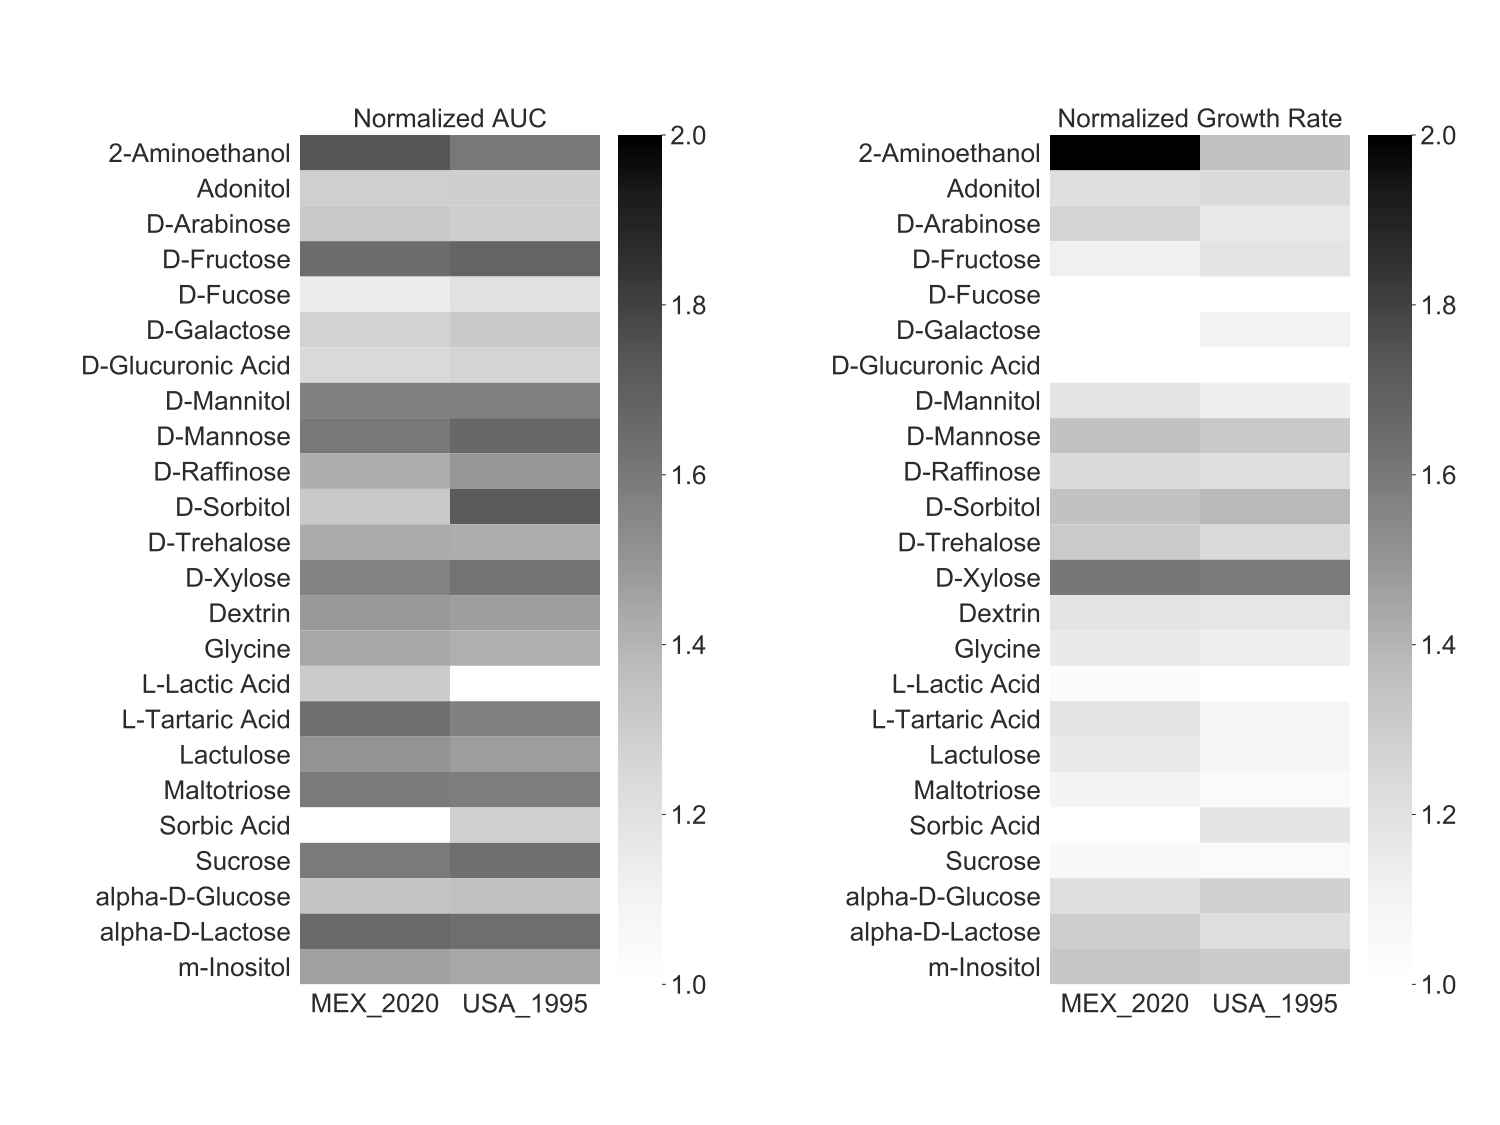 Normalized AUC
2-Aminoethanol
Adonitol
D-Arabinose
D-Fructose
D-Fucose
D-Galactose
D-Glucuronic Acid
D-Mannitol
D-Mannose
D-Raffinose
D-Sorbitol
D-Trehalose
D-Xylose
Dextrin
Glycine
L-Lactic Acid
L-Tartaric Acid
Lactulose
Maltotriose
Sorbic Acid
Sucrose
alpha-D-Glucose
alpha-D-Lactose
m-Inositol
MEX_2020 USA_1995
2.0
1.8
1.6
1.4
1.2
1.0
Normalized Growth Rate
2-Aminoethanol
Adonitol
D-Arabinose
D-Fructose
D-Fucose
D-Galactose
D-Glucuronic Acid
D-Mannitol
D-Mannose
D-Raffinose
D-Sorbitol
D-Trehalose
D-Xylose
Dextrin
Glycine
L-Lactic Acid
L-Tartaric Acid
Lactulose
Maltotriose
Sorbic Acid
Sucrose
alpha-D-Glucose
alpha-D-Lactose
m-Inositol
MEX_2020 USA_1995
2.0
1.8
1.6
1.4
1.2
1.0